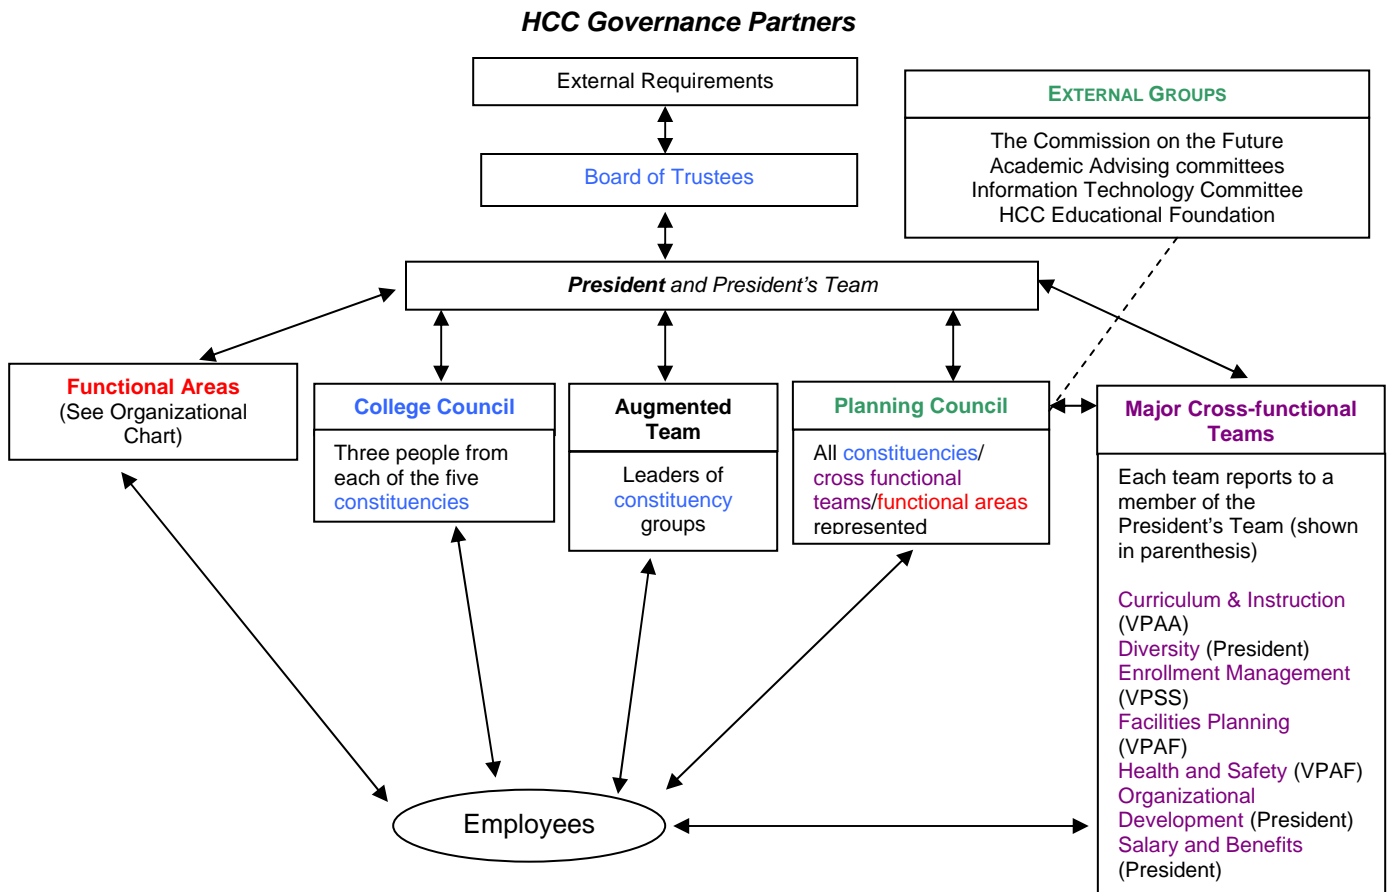 HCC Governance Partners
External Requirements
EXTERNAL GROUPS
The Commission on the Future
Academic Advising committees
Information Technology Committee
HCC Educational Foundation
Board of Trustees
President and President's Team
Functional Areas
(See Organizational
Chart)
College Council
Three people from
each of the five
constituencies
Augmented
Team
Leaders of
constituency
groups
Planning Council
All constituencies/
cross functional
teams/functional areas
represented
Major Cross-functional
Teams
Each team reports to a
member of the
President's Team (shown
in parenthesis)
Curriculum & Instruction
(VPAA)
Diversity (President)
Enrollment Management
(VPSS)
Facilities Planning
(VPAF)
Health and Safety (VPAF)
Organizational
Development (President)
Salary and Benefits
(President)
Employees